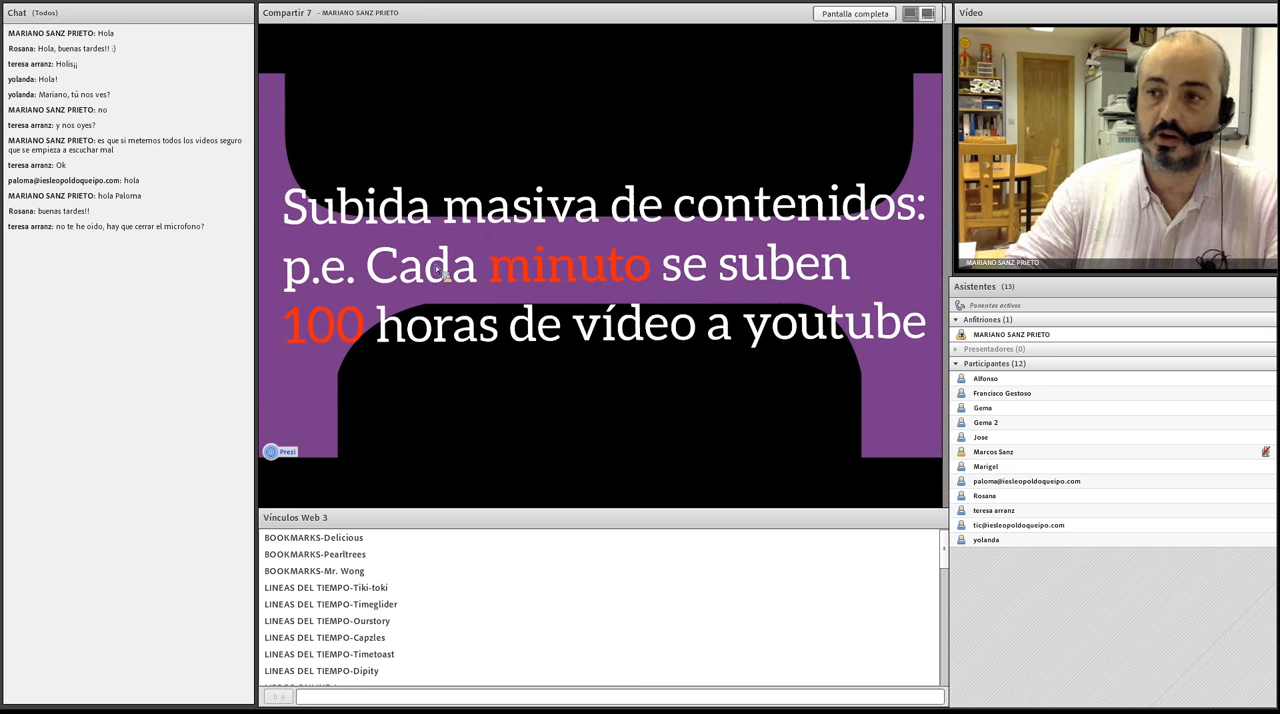 Chat (Todos)
MARIANO SANZ PRIETO: Hola
Rosana: Hola, buenas tardes!! :)
teresa arranz: Holis¡¡
yolanda: Hola!
yolanda: Mariano, tú nos ves?
MARIANO SANZ PRIETO: no
teresa arranz: y nos oyes?
MARIANO SANZ PRIETO: es que si metemos todos los videos seguro
que se empieza a escuchar mal
teresa arranz: Ok
paloma@iesleopoldoqueipo.com: hola
MARIANO SANZ PRIETO: hola Paloma
Rosana: buenas tardes!!
teresa arranz: no te he oido, hay que cerrar el microfono?
Compartir 7 - MARIANO SANZ PRIETO
Pantalla completa
Subida masiva de contenidos:
p.e. Cada minuto se suben
100 horas de vídeo a youtube
Prezi
Vínculos Web 3
BOOKMARKS-Delicious
BOOKMARKS-Pearltrees
BOOKMARKS-Mr. Wong
LINEAS DEL TIEMPO-Tiki-toki
LINEAS DEL TIEMPO-Timeglider
LINEAS DEL TIEMPO-Ourstory
LINEAS DEL TIEMPO-Capzles
LINEAS DEL TIEMPO-Timetoast
LINEAS DEL TIEMPO-Dipity
Ir a
Vídeo
MARIANO SANZ PRIETO
Asistentes (13)
Ponentes activos
Anfitriones (1)
MARIANO SANZ PRIETO
Presentadores (0)
Participantes (12)
Alfonso
Francisco Gestoso
Gema
Gema 2
Jose
Marcos Sanz
Marigel
paloma@iesleopoldoqueipo.com
Rosana
teresa arranz
tic@iesleopoldoqueipo.com
yolanda